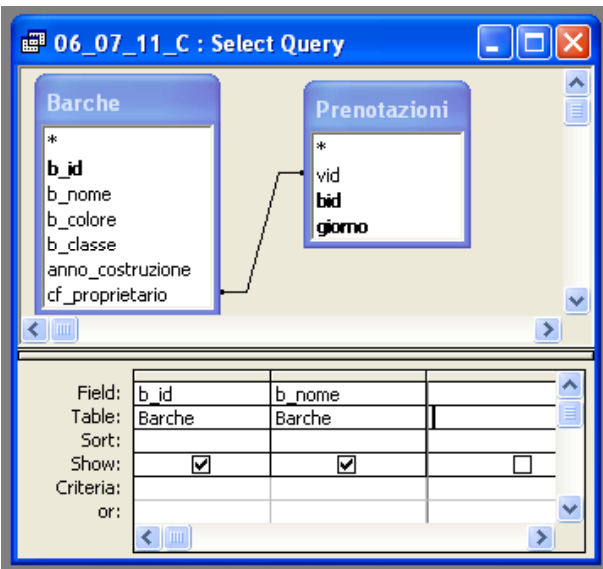 06_07_11_C : Select Query
Barche
*
b_id
b_nome
b_colore
b_classe
anno_costruzione
cf_proprietario
Prenotazioni
*
vid
bid
giorno
Field: b_id b_nome
Table: Barche Barche
Sort:
Show:
Criteria:
or: